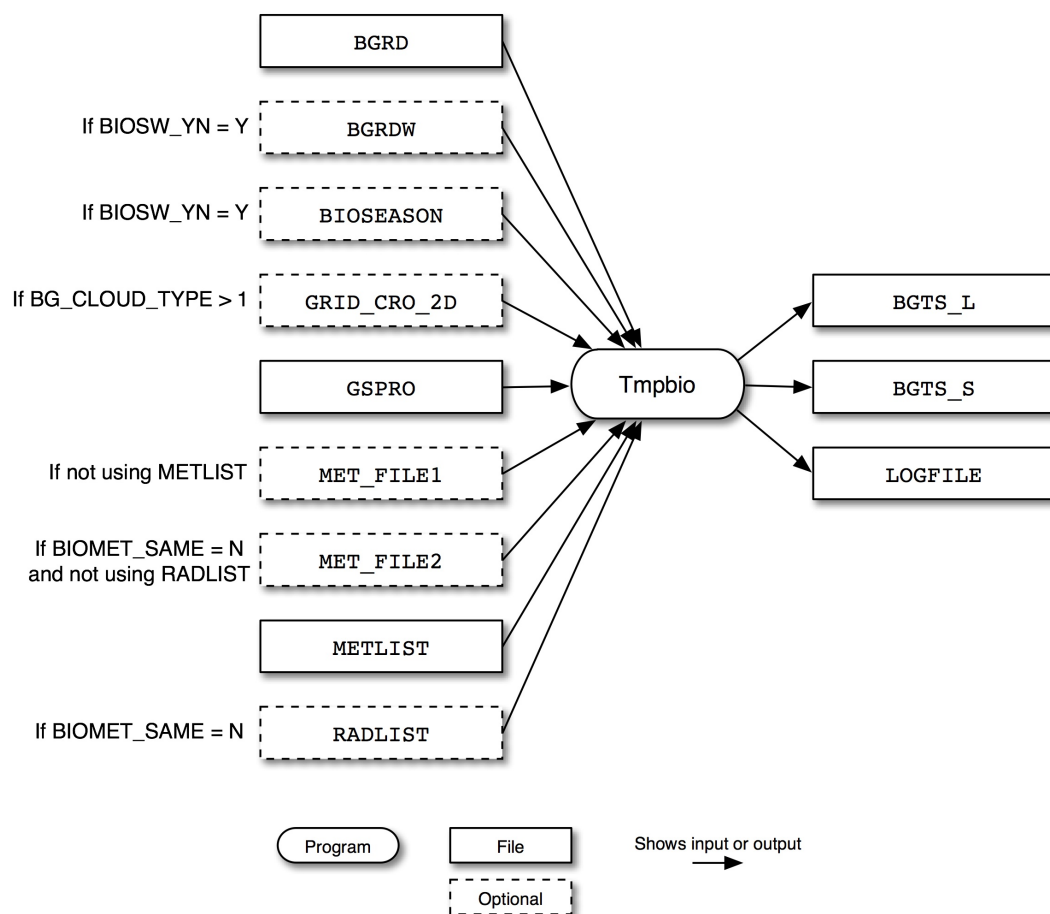 BGRD
If BIOSW_YN = Y
BGRDW
If BIOSW_YN = Y
BIOSEASON
If BG_CLOUD_TYPE > 1
GRID_CRO_2D
BGTS_L
GSPRO
Tmpbio
BGTS_S
If not using METLIST
MET_FILE1
LOGFILE
If BIOMET_SAME = N
and not using RADLIST
MET_FILE2
METLIST
If BIOMET_SAME = N
RADLIST
Program
File
Shows input or output
Optional